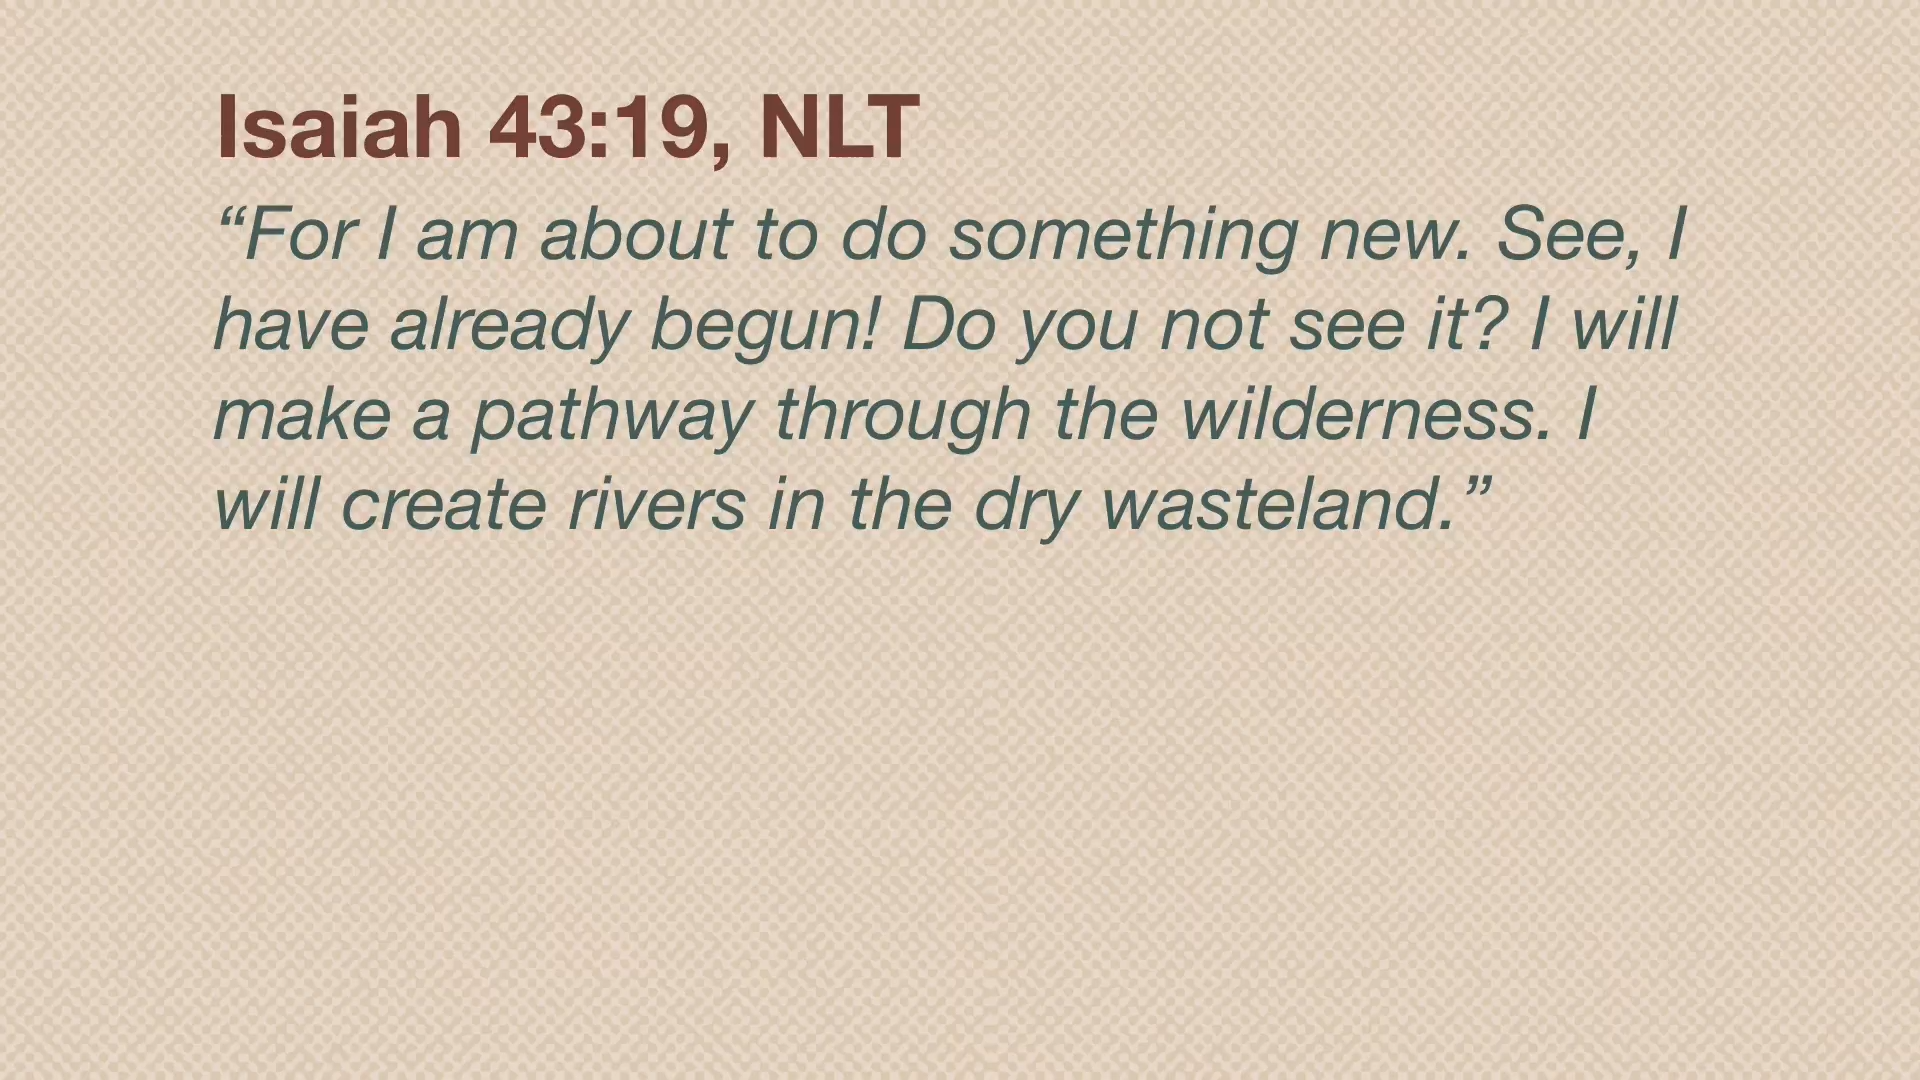 Isaiah 43:19, NLT
“For I am about to do something new. See, I
have already begun! Do you not see it? I will
make a pathway through the wilderness. I
will create rivers in the dry wasteland.”